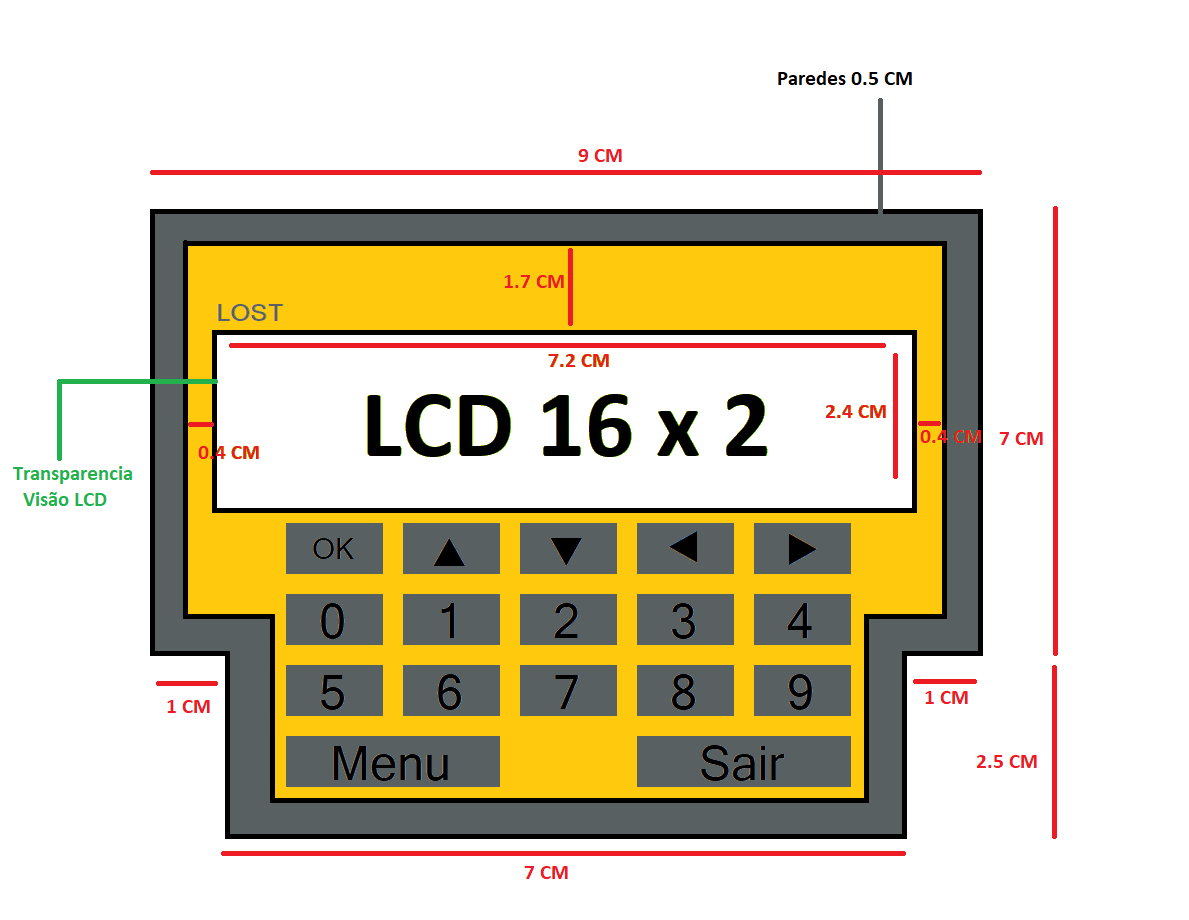 Paredes 0.5 CM
9 CM
1.7 CM
LOST
7.2 CM
LCD 16 x 2
2.4 CM
0.4 CM
0.4 CM
7 CM
Transparencia
Visão LCD
OK ▲ ▼ ◀ ▶
0 1 2 3 4
5 6 7 8 9
1 CM
1 CM
Menu Sair
2.5 CM
7 CM